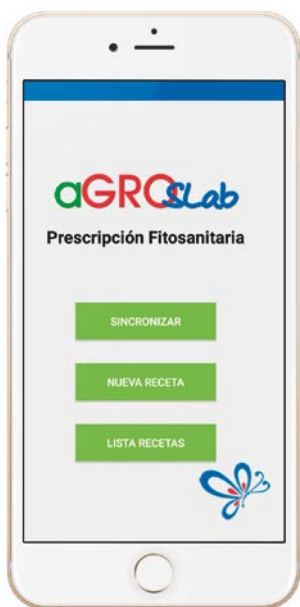 aGROSLab
Prescripción Fitosanitaria
SINCRONIZAR
NUEVA RECETA
LISTA RECETAS